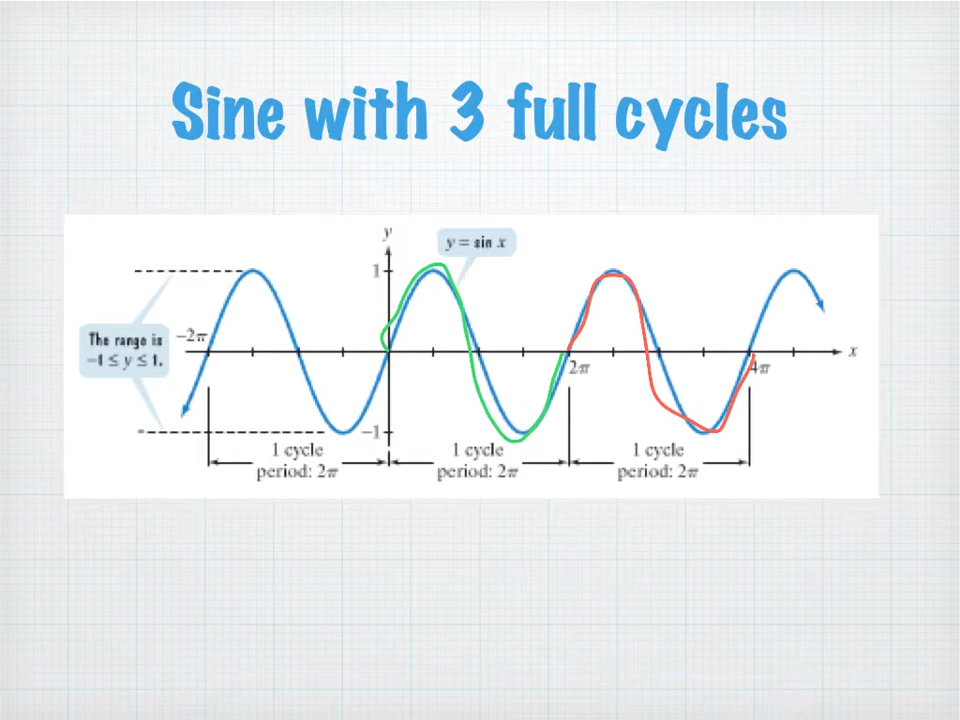 Sine with 3 full cycles
y
y = sin x
1
The range is
−1 ≤ y ≤ 1.
−2π
x
2π
4π
−1
1 cycle
period: 2π
1 cycle
period: 2π
1 cycle
period: 2π